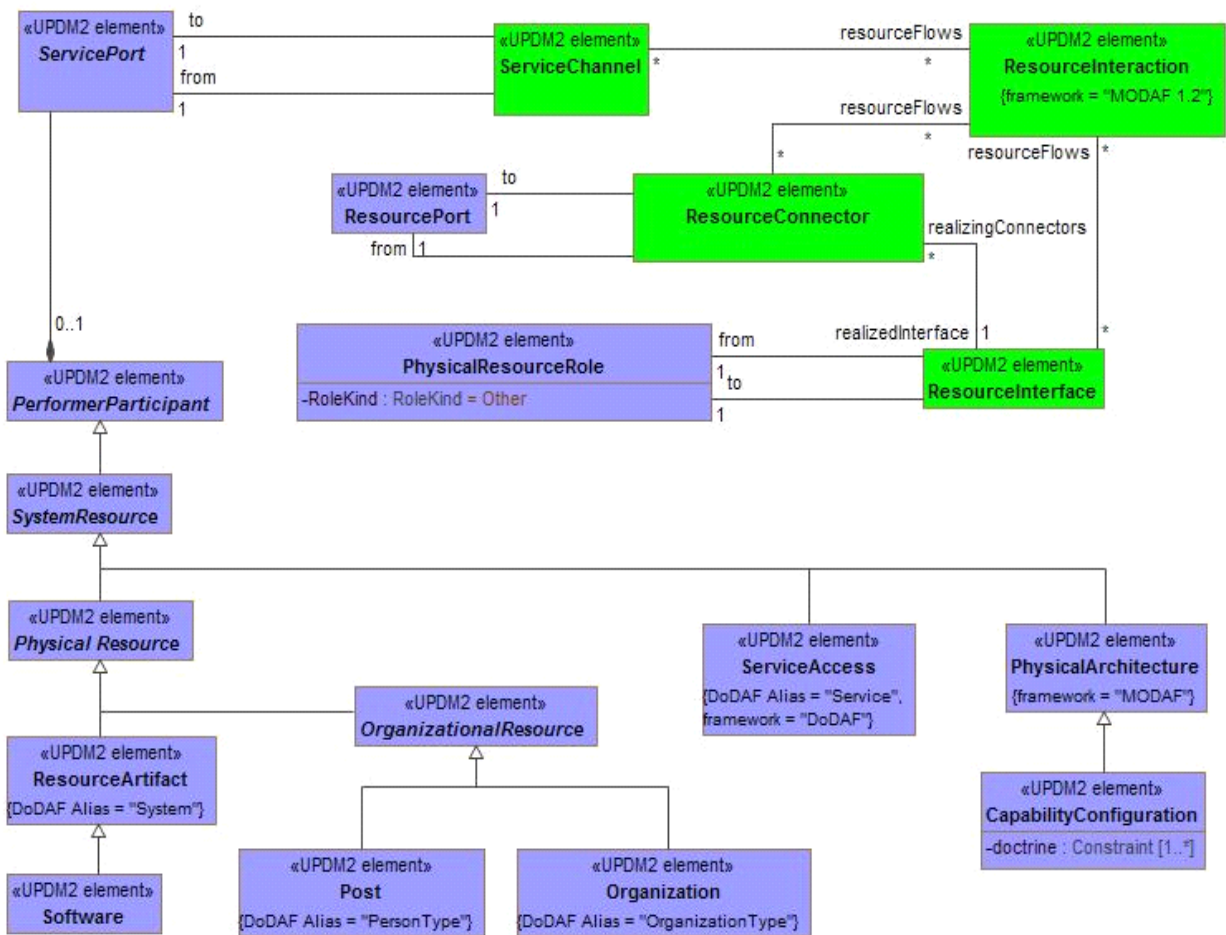 «UPDM2 element»
ServicePort
to
1
from
1
«UPDM2 element»
ServiceChannel
*
resourceFlows
*
«UPDM2 element»
ResourceInteraction
{framework = "MODAF 1.2"}
resourceFlows
*
*
resourceFlows
*
«UPDM2 element»
ResourcePort
to
1
from
1
«UPDM2 element»
ResourceConnector
realizingConnectors
*
0..1
«UPDM2 element»
PhysicalResourceRole
-RoleKind : RoleKind = Other
from
1
to
1
realizedInterface
1
*
«UPDM2 element»
ResourceInterface
«UPDM2 element»
PerformerParticipant
«UPDM2 element»
SystemResource
«UPDM2 element»
Physical Resource
«UPDM2 element»
ServiceAccess
{DoDAF Alias = "Service",
framework = "DoDAF"}
«UPDM2 element»
PhysicalArchitecture
{framework = "MODAF"}
«UPDM2 element»
OrganizationalResource
«UPDM2 element»
ResourceArtifact
{DoDAF Alias = "System"}
«UPDM2 element»
CapabilityConfiguration
-doctrine : Constraint [1..*]
«UPDM2 element»
Software
«UPDM2 element»
Post
{DoDAF Alias = "PersonType"}
«UPDM2 element»
Organization
{DoDAF Alias = "OrganizationType"}